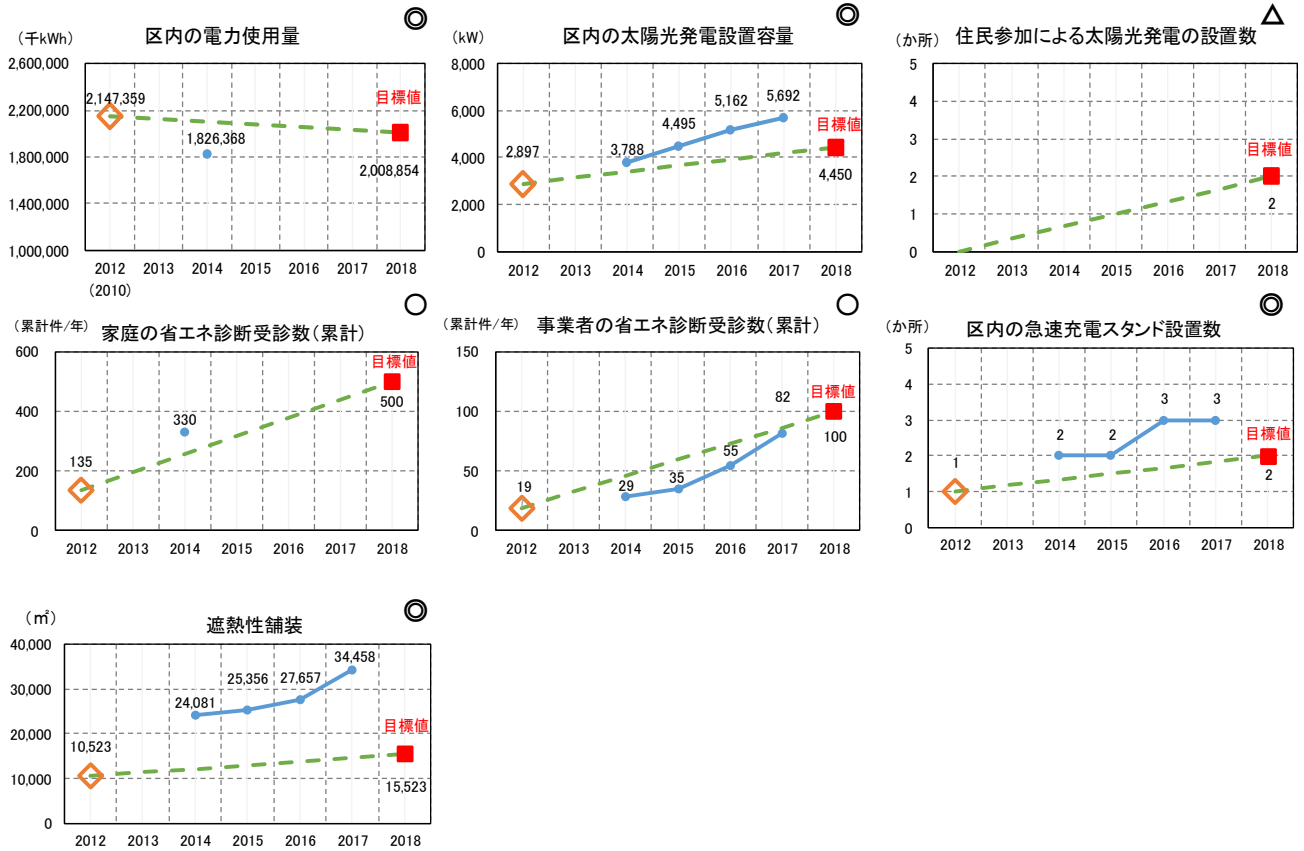 ◎
(千kWh)
区内の電力使用量
2,600,000
2,200,000
1,800,000
1,400,000
1,000,000
2,147,359
1,826,368
目標値
2,008,854
2012 2013 2014 2015 2016 2017 2018
(2010)
◎
(kW)
区内の太陽光発電設置容量
8,000
6,000
4,000
2,000
0
2,897
3,788
4,495
5,162
5,692
目標値
4,450
2012 2013 2014 2015 2016 2017 2018
△
(か所)
住民参加による太陽光発電の設置数
5
4
3
2
1
0
目標値
2
2012 2013 2014 2015 2016 2017 2018
○
(累計件/年)
家庭の省エネ診断受診数(累計)
600
400
200
0
135
330
目標値
500
2012 2013 2014 2015 2016 2017 2018
○
(累計件/年)
事業者の省エネ診断受診数(累計)
150
100
50
0
19
29
35
55
82
目標値
100
2012 2013 2014 2015 2016 2017 2018
◎
(か所)
区内の急速充電スタンド設置数
5
4
3
2
1
0
1
2
2
3
3
目標値
2
2012 2013 2014 2015 2016 2017 2018
◎
(㎡)
遮熱性舗装
40,000
30,000
20,000
10,000
0
10,523
24,081
25,356
27,657
34,458
目標値
15,523
2012 2013 2014 2015 2016 2017 2018